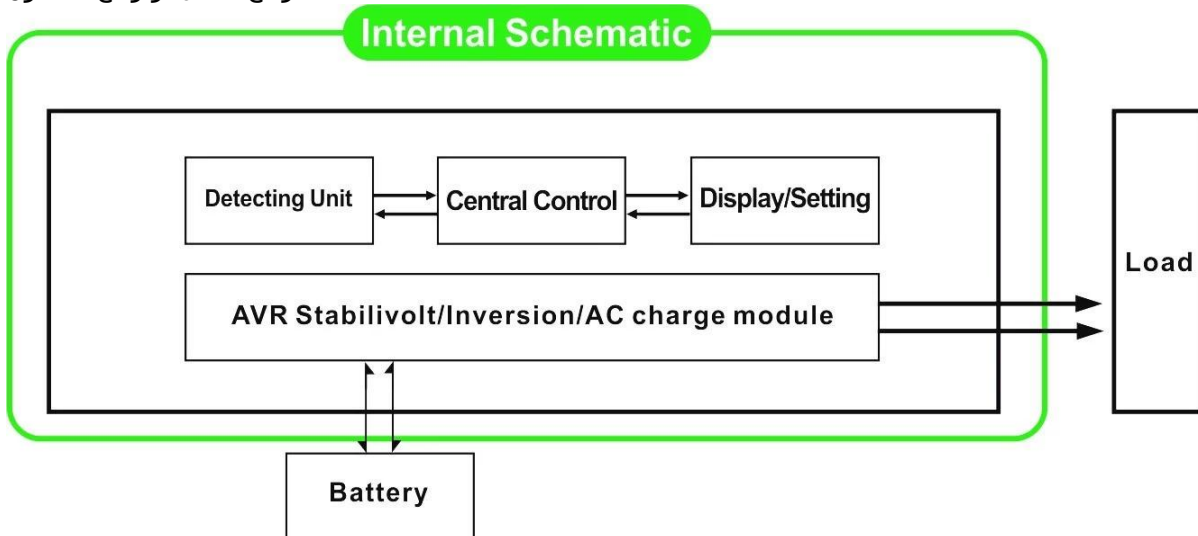 Internal Schematic
Detecting Unit
Central Control
Display/Setting
Load
AVR Stabilivolt/Inversion/AC charge module
Battery